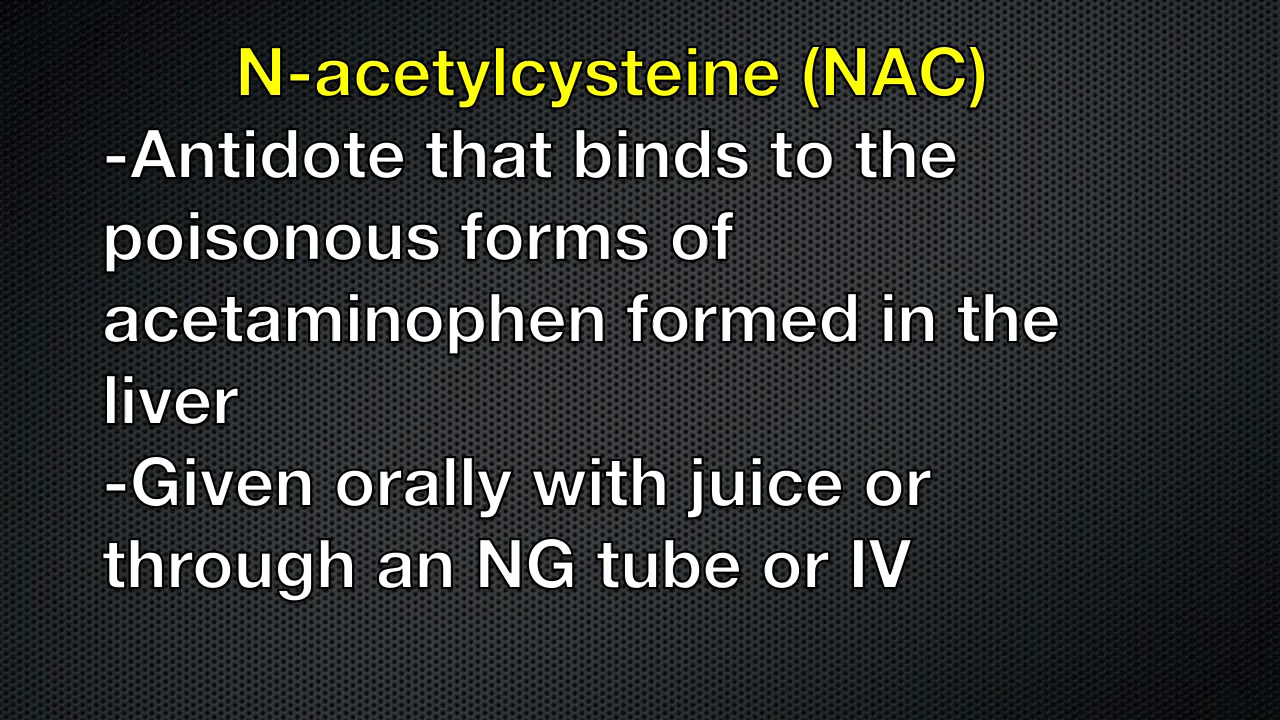 N-acetylcysteine (NAC)
-Antidote that binds to the
poisonous forms of
acetaminophen formed in the
liver
-Given orally with juice or
through an NG tube or IV